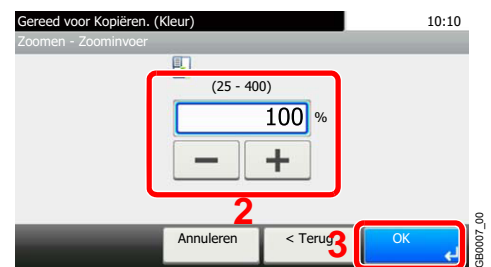 Gereed voor Kopiëren. (Kleur) 10:10
Zoomen - Zoominvoer
(25 - 400)
100 %
− +
2
Annuleren < Terug 3 OK
GB0007_00